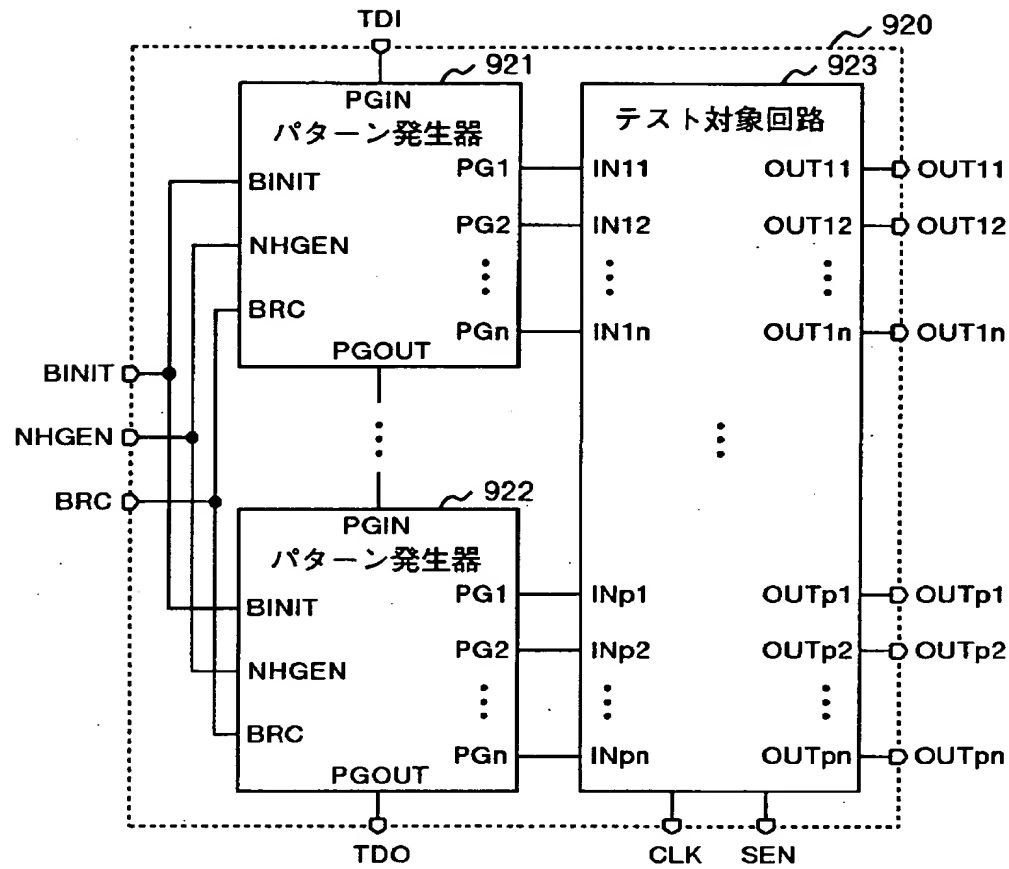 TDI
920
921
923
PGIN
パターン発生器
テスト対象回路
PG1
IN11
OUT11
OUT11
BINIT
PG2
IN12
OUT12
OUT12
NHGEN
BRC
PGn
IN1n
OUT1n
OUT1n
PGOUT
BINIT
NHGEN
BRC
922
PGIN
パターン発生器
PG1
INp1
OUTp1
OUTp1
BINIT
PG2
INp2
OUTp2
OUTp2
NHGEN
BRC
PGn
INpn
OUTpn
OUTpn
PGOUT
TDO
CLK
SEN